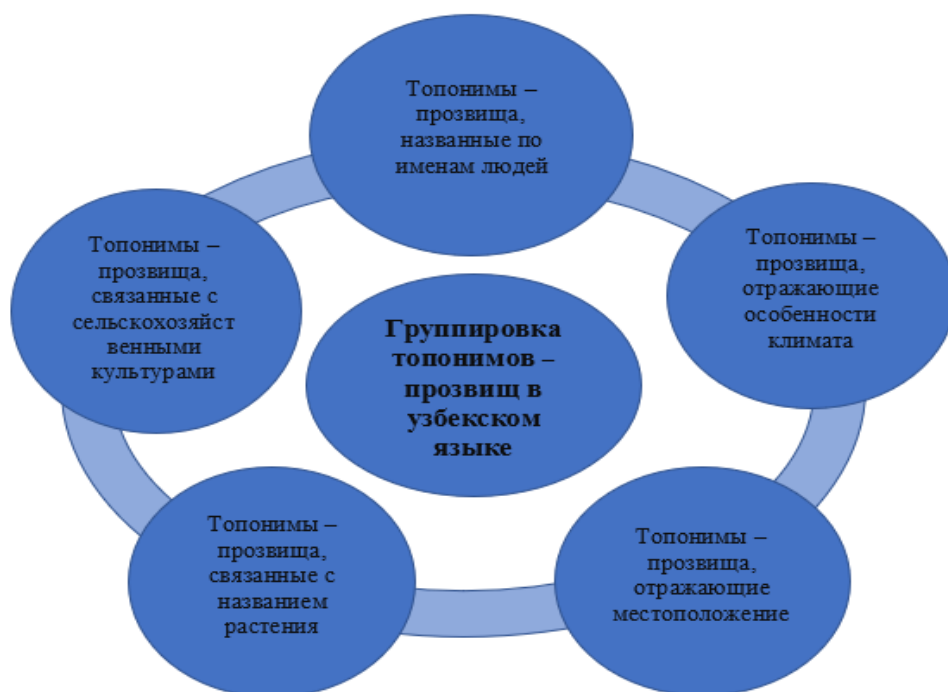 Топонимы –
прозвища,
названные по
именам людей
Топонимы –
прозвища,
отражающие
особенности
климата
Топонимы –
прозвища,
отражающие
местоположение
Топонимы –
прозвища,
связанные с
названием
растения
Топонимы –
прозвища,
связанные с
сельскохозяйст
венными
культурами
Группировка
топонимов –
прозвищ в
узбекском
языке